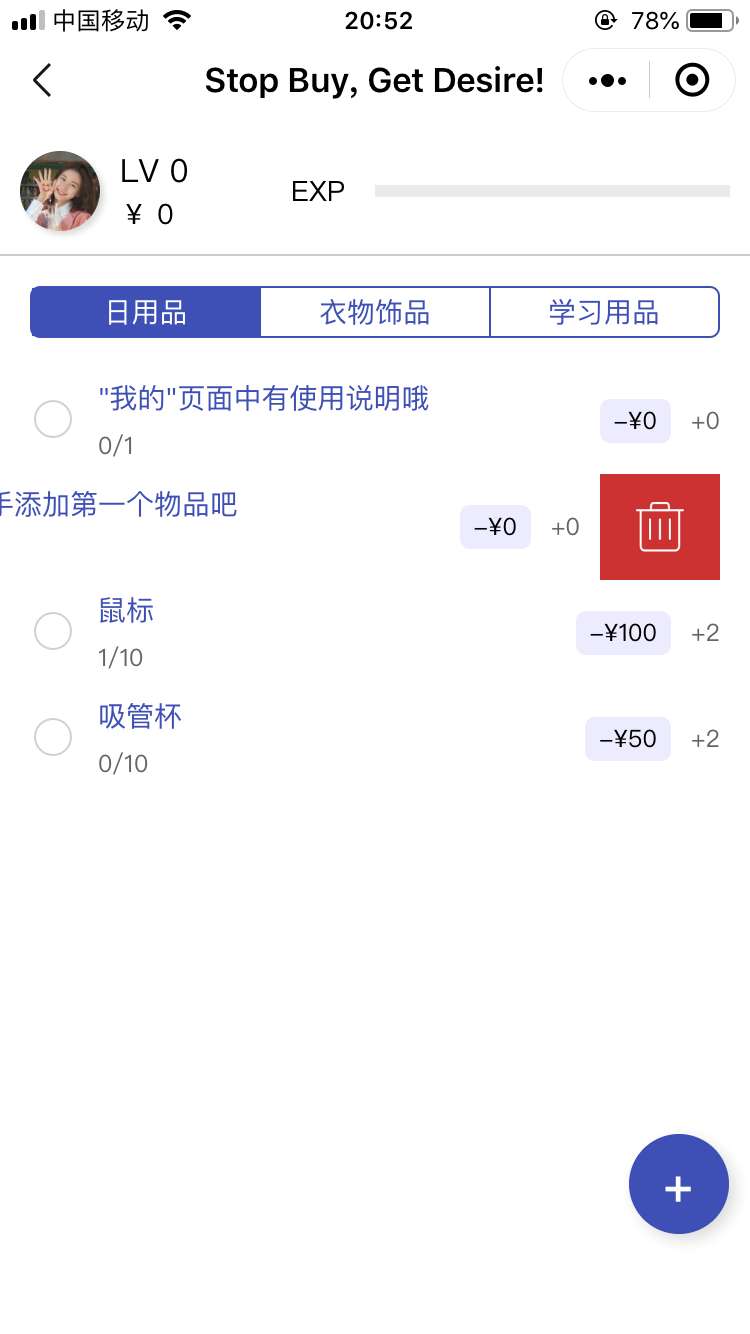 中国移动
20:52
78%
Stop Buy, Get Desire!
LV 0
¥ 0
EXP
日用品
衣物饰品
学习用品
"我的"页面中有使用说明哦
0/1
–¥0
+0
手添加第一个物品吧
–¥0
+0
鼠标
1/10
–¥100
+2
吸管杯
0/10
–¥50
+2
+